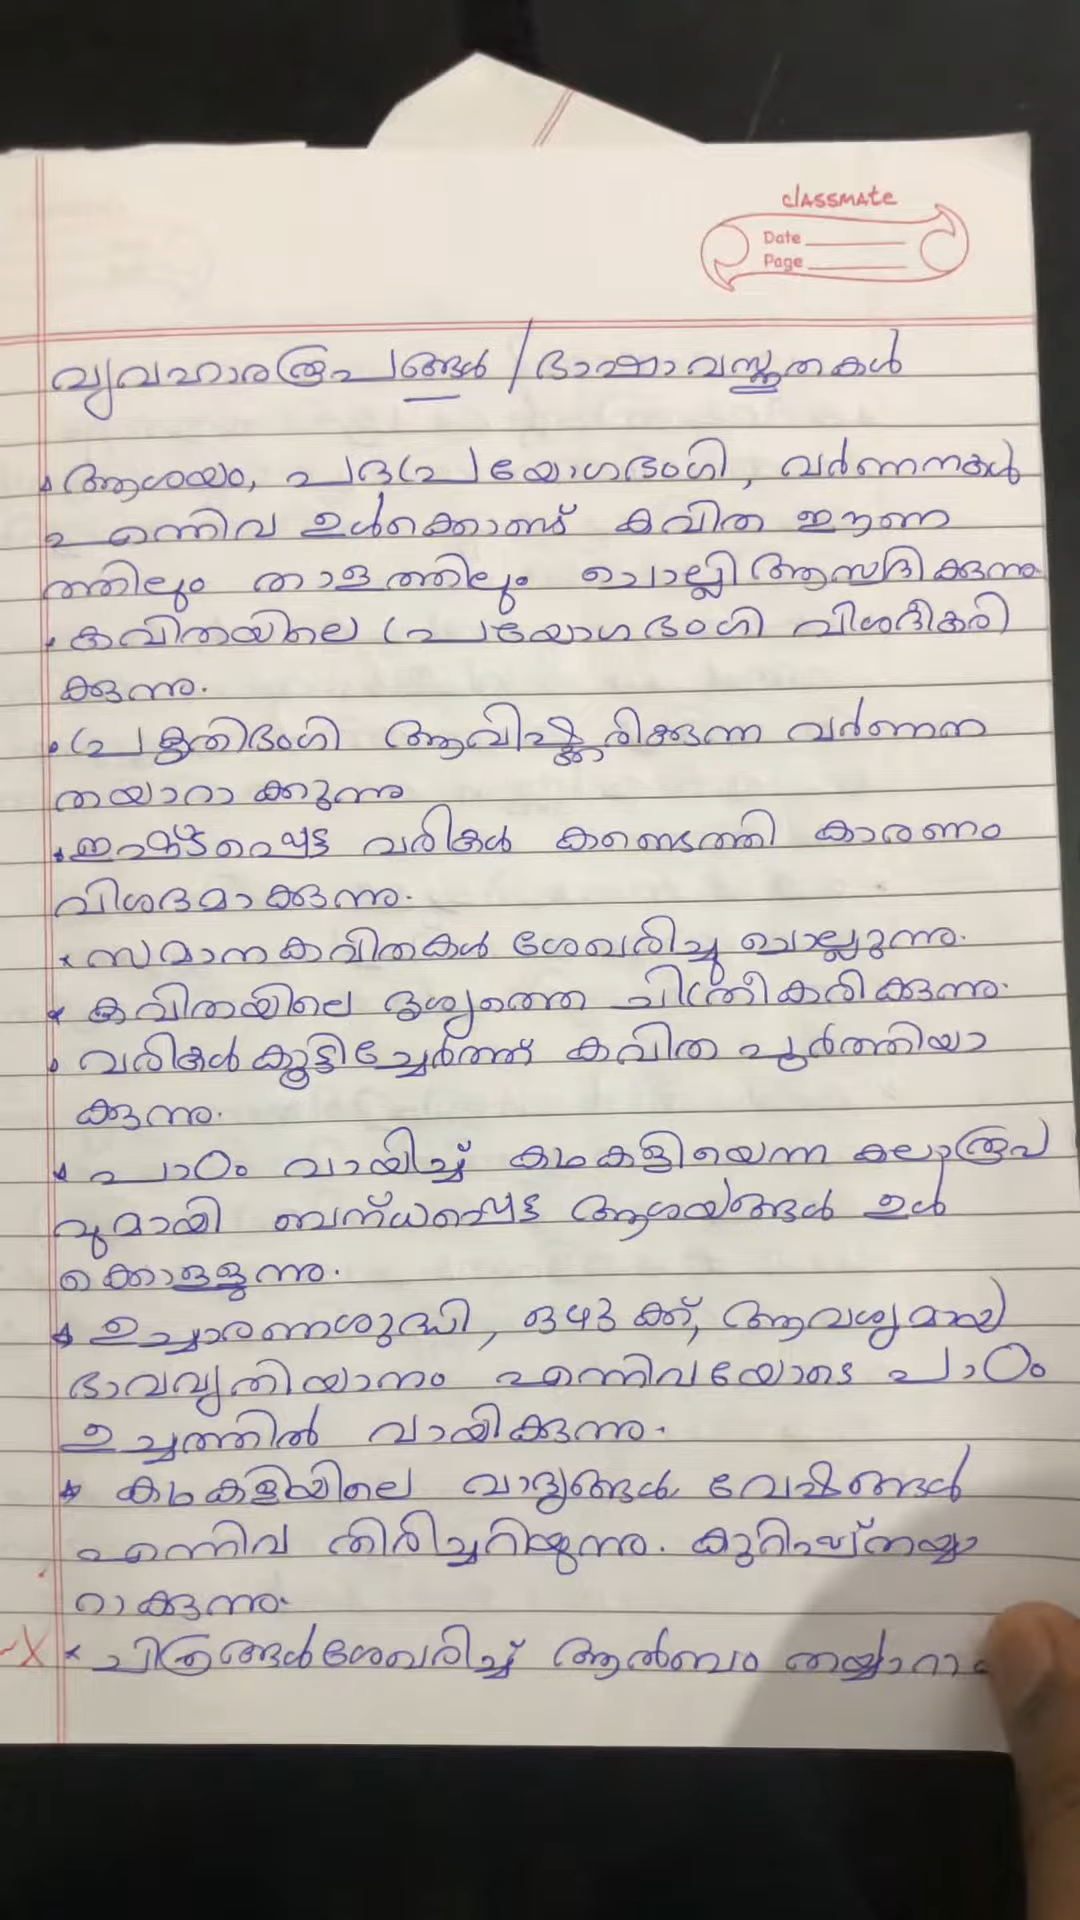 classmate
Date
Page
വ്യവഹാരരൂപങ്ങൾ / ഭാഷാവസ്തുതകൾ
ആശയം, പദപ്രയോഗഭംഗി, വർണനകൾ
എന്നിവ ഉൾക്കൊണ്ട് കവിത ഈണ
ത്തിലും താളത്തിലും ചൊല്ലി ആസ്വദിക്കുന്നു
കവിതയിലെ പ്രയോഗഭംഗി വിശദീകരി
ക്കുന്നു.
പ്രകൃതിഭംഗി ആവിഷ്ക്കരിക്കുന്ന വർണന
തയാറാക്കുന്നു
ഇഷ്ടപ്പെട്ട വരികൾ കണ്ടെത്തി കാരണം
വിശദമാക്കുന്നു.
സമാനകവിതകൾ ശേഖരിച്ചു ചൊല്ലുന്നു.
കവിതയിലെ ദൃശ്യത്തെ ചിത്രീകരിക്കുന്നു.
വരികൾ കൂട്ടിച്ചേർത്ത് കവിത പൂർത്തിയാ
ക്കുന്നു.
പാഠം വായിച്ച് കഥകളിയെന്ന കലാരൂപ
വുമായി ബന്ധപ്പെട്ട ആശയങ്ങൾ ഉൾ
ക്കൊള്ളുന്നു.
ഉച്ചാരണശുദ്ധി, ഒഴുക്ക്, ആവശ്യമായ
ഭാവവ്യതിയാനം എന്നിവയോടെ പാഠം
ഉച്ചത്തിൽ വായിക്കുന്നു.
കഥകളിയിലെ വാദ്യങ്ങൾ വേഷങ്ങൾ
എന്നിവ തിരിച്ചറിയുന്നു. കുറിപ്പ് തയ്യാ
റാക്കുന്നു.
ചിത്രങ്ങൾ ശേഖരിച്ച് ആൽബം തയ്യാറാ